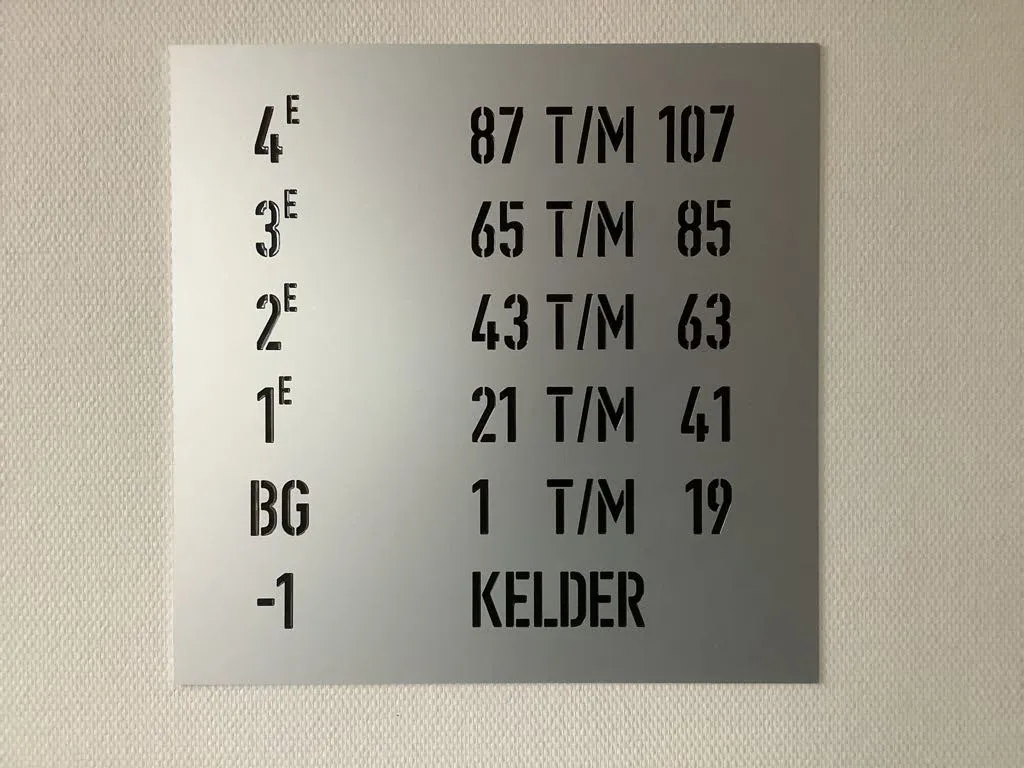 4E 87 T/M 107
3E 65 T/M 85
2E 43 T/M 63
1E 21 T/M 41
BG 1 T/M 19
-1 KELDER